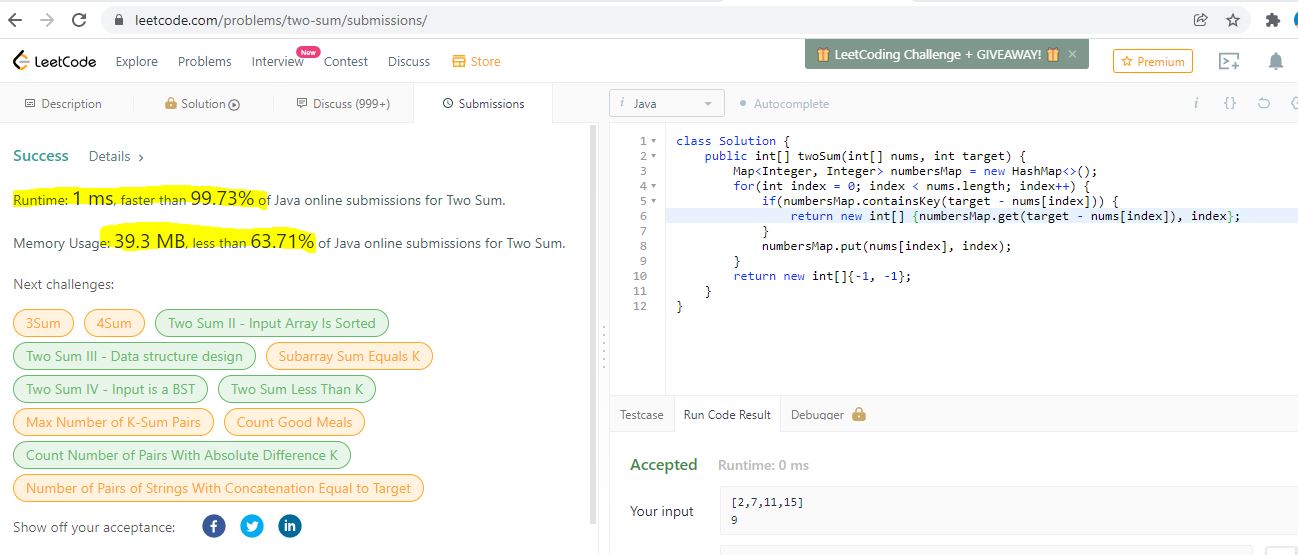 leetcode.com/problems/two-sum/submissions/
LeetCode Explore Problems Interview New Contest Discuss Store LeetCoding Challenge + GIVEAWAY! × Premium
Description Solution Discuss (999+) Submissions
i Java Autocomplete i {}
Success Details >
Runtime: 1 ms, faster than 99.73% of Java online submissions for Two Sum.
Memory Usage: 39.3 MB, less than 63.71% of Java online submissions for Two Sum.
Next challenges:
3Sum 4Sum Two Sum II - Input Array Is Sorted
Two Sum III - Data structure design Subarray Sum Equals K
Two Sum IV - Input is a BST Two Sum Less Than K
Max Number of K-Sum Pairs Count Good Meals
Count Number of Pairs With Absolute Difference K
Number of Pairs of Strings With Concatenation Equal to Target
Show off your acceptance: f in
1 class Solution {
2 public int[] twoSum(int[] nums, int target) {
3 Map<Integer, Integer> numbersMap = new HashMap<>();
4 for(int index = 0; index < nums.length; index++) {
5 if(numbersMap.containsKey(target - nums[index])) {
6 return new int[] {numbersMap.get(target - nums[index]), index};
7 }
8 numbersMap.put(nums[index], index);
9 }
10 return new int[]{-1, -1};
11 }
12 }
Testcase Run Code Result Debugger
Accepted Runtime: 0 ms
Your input
[2,7,11,15]
9